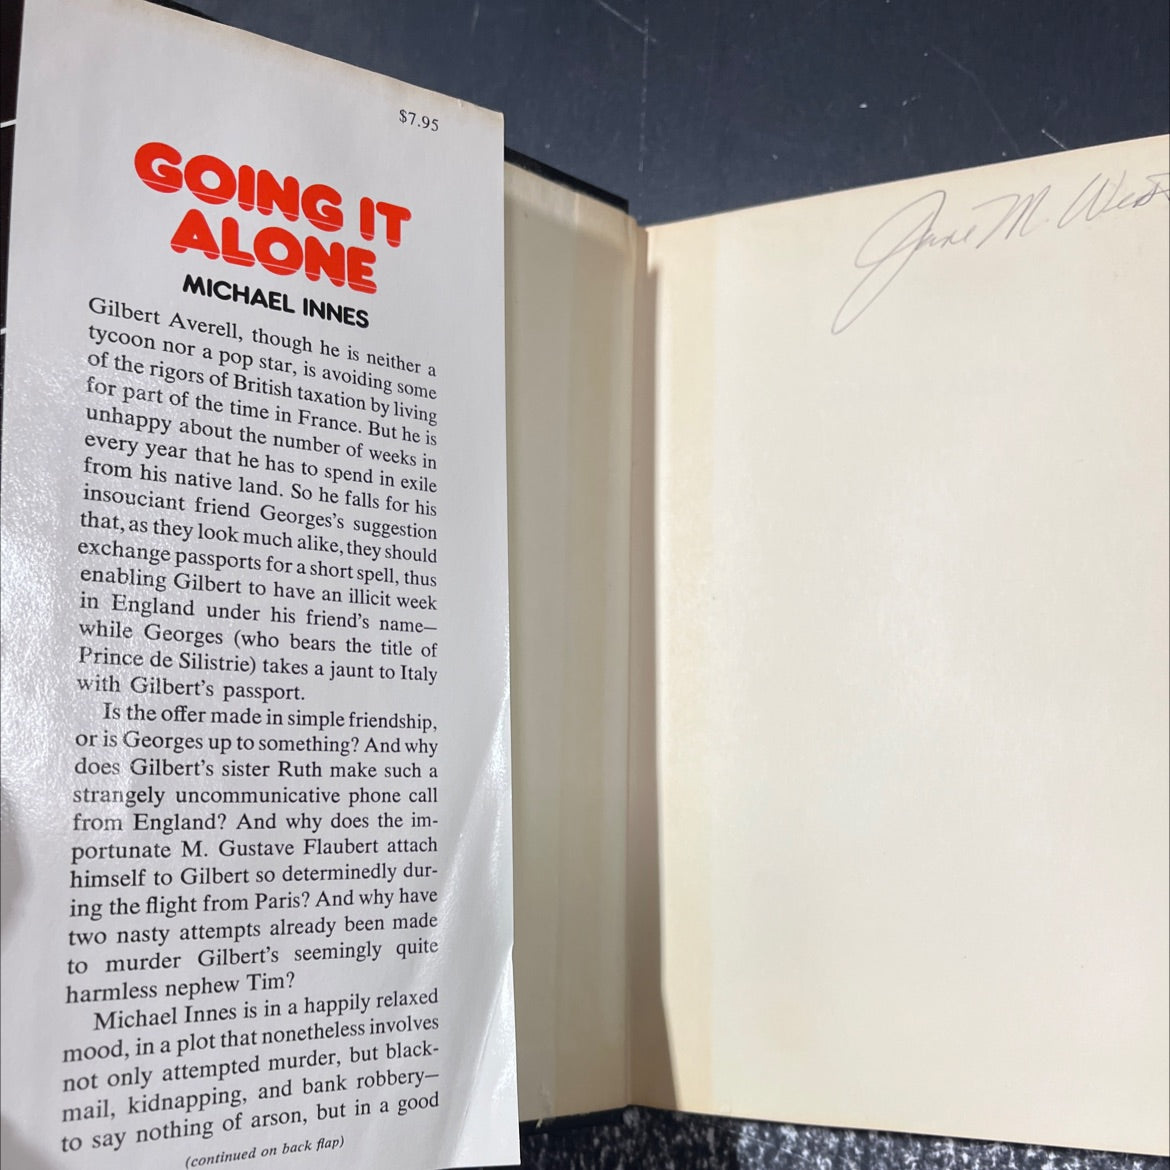 $7.95
GOING IT
ALONE
MICHAEL INNES
Gilbert Averell, though he is neither a
tycoon nor a pop star, is avoiding some
of the rigors of British taxation by living
for part of the time in France. But he is
unhappy about the number of weeks in
every year that he has to spend in exile
from his native land. So he falls for his
insouciant friend Georges's suggestion
that, as they look much alike, they should
exchange passports for a short spell, thus
enabling Gilbert to have an illicit week
in England under his friend's name—
while Georges (who bears the title of
Prince de Silistrie) takes a jaunt to Italy
with Gilbert's passport.
Is the offer made in simple friendship,
or is Georges up to something? And why
does Gilbert's sister Ruth make such a
strangely uncommunicative phone call
from England? And why does the im-
portunate M. Gustave Flaubert attach
himself to Gilbert so determinedly dur-
ing the flight from Paris? And why have
two nasty attempts already been made
to murder Gilbert's seemingly quite
harmless nephew Tim?
Michael Innes is in a happily relaxed
mood, in a plot that nonetheless involves
not only attempted murder, but black-
mail, kidnapping, and bank robbery—
to say nothing of arson, but in a good
(continued on back flap)
Jane M West